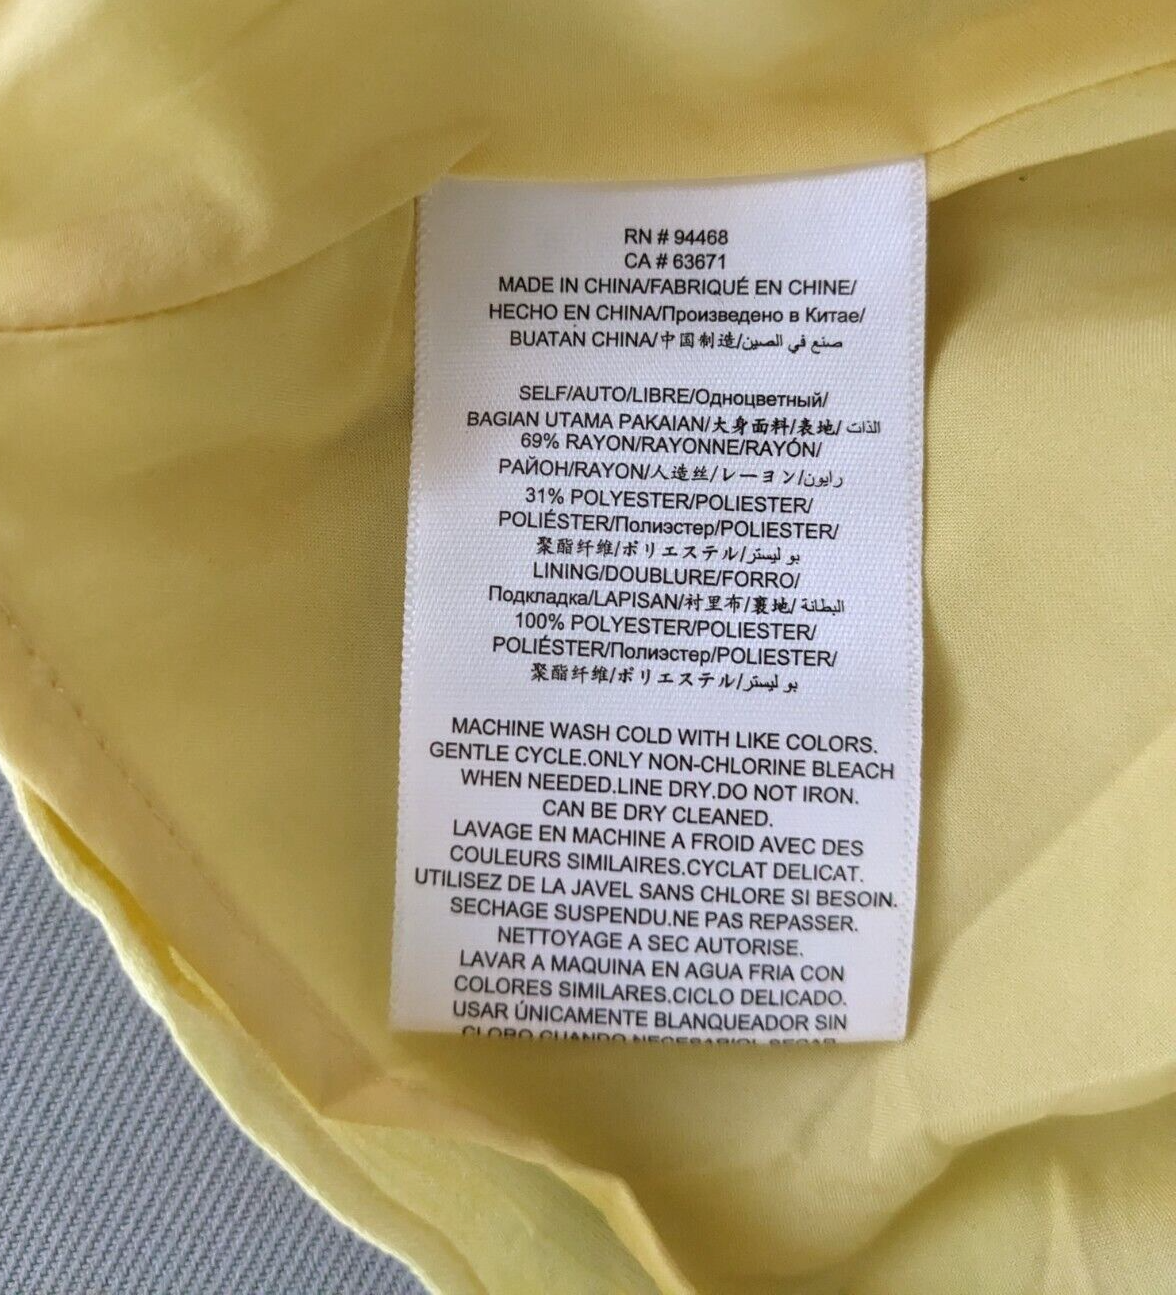 RN # 94468
CA # 63671
MADE IN CHINA/FABRIQUÉ EN CHINE/
HECHO EN CHINA/Произведено в Китае/
BUATAN CHINA/中国制造/صنع في الصين
SELF/AUTO/LIBRE/Одноцветный/
BAGIAN UTAMA PAKAIAN/大身面料/表地/الذات
69% RAYON/RAYONNE/RAYÓN/
РАЙОН/RAYON/人造丝/レーヨン/رايون
31% POLYESTER/POLIESTER/
POLIÉSTER/Полиэстер/POLIESTER/
聚酯纤维/ポリエステル/بو ليستر
LINING/DOUBLURE/FORRO/
Подкладка/LAPISAN/衬里布/裏地/البطانة
100% POLYESTER/POLIESTER/
POLIÉSTER/Полиэстер/POLIESTER/
聚酯纤维/ポリエステル/بو ليستر
MACHINE WASH COLD WITH LIKE COLORS.
GENTLE CYCLE.ONLY NON-CHLORINE BLEACH
WHEN NEEDED.LINE DRY.DO NOT IRON.
CAN BE DRY CLEANED.
LAVAGE EN MACHINE A FROID AVEC DES
COULEURS SIMILAIRES.CYCLAT DELICAT.
UTILISEZ DE LA JAVEL SANS CHLORE SI BESOIN.
SECHAGE SUSPENDU.NE PAS REPASSER.
NETTOYAGE A SEC AUTORISE.
LAVAR A MAQUINA EN AGUA FRIA CON
COLORES SIMILARES.CICLO DELICADO.
USAR ÚNICAMENTE BLANQUEADOR SIN
CLORO CUANDO NECESARIO. SECAR